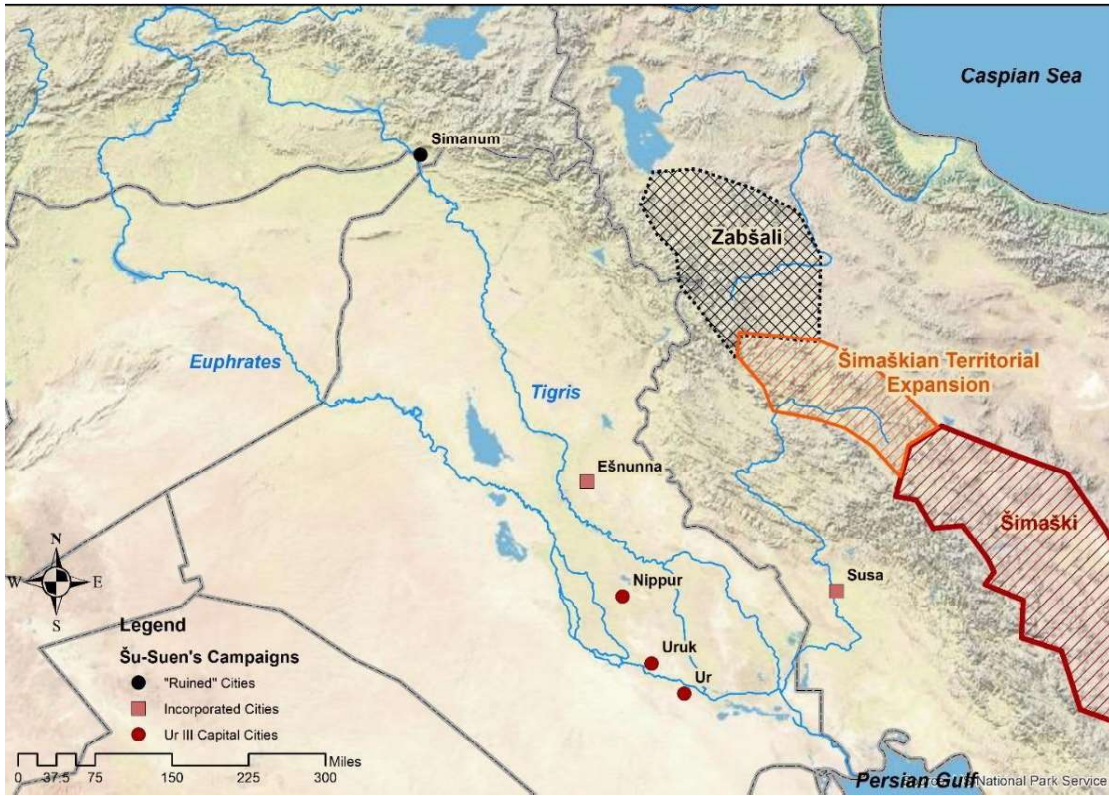 Caspian Sea
Simanum
Zabšali
Euphrates
Tigris
Šimaškian Territorial
Expansion
Ešnunna
Šimaški
N
W E
S
Nippur
Susa
Uruk
Ur
Legend
Šu-Suen's Campaigns
"Ruined" Cities
Incorporated Cities
Ur III Capital Cities
Miles
0 37.5 75 150 225 300
Persian Gulf
National Park Service